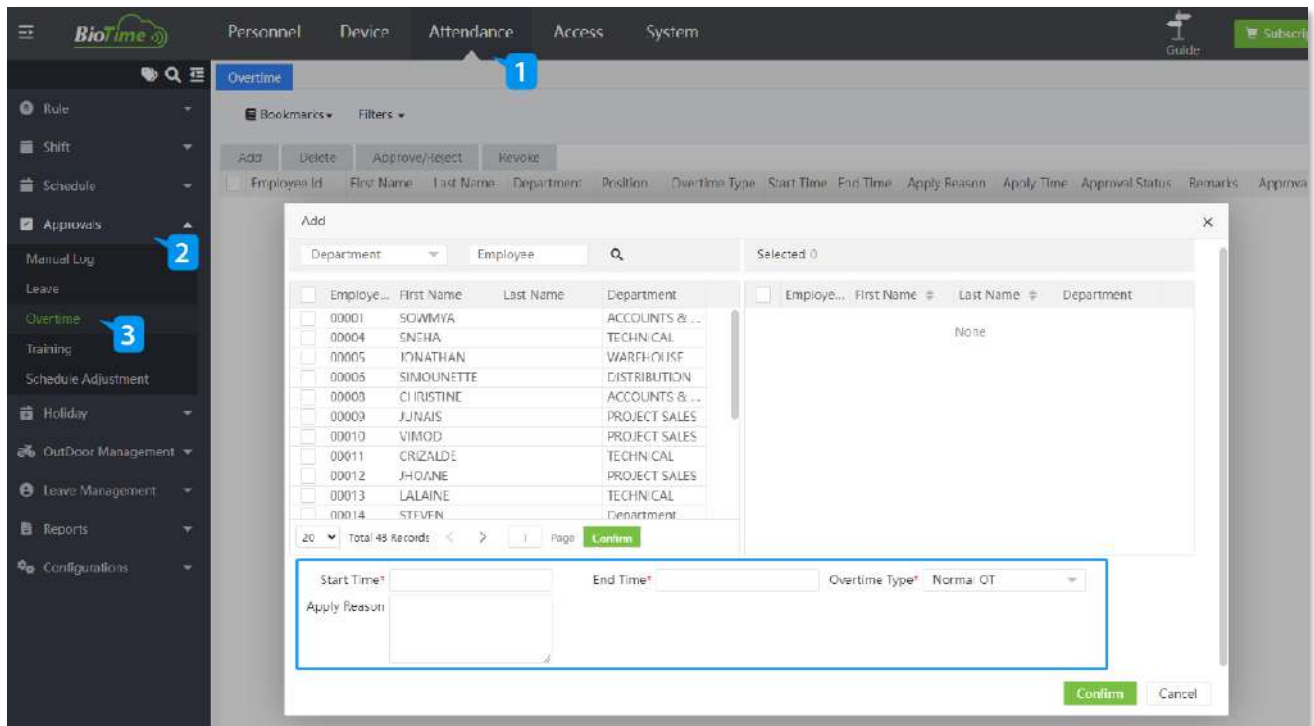 BioTime Personnel Device Attendance Access System Guide Subscri
1
Overtime
Rule
Bookmarks Filters
Shift
Add Delete Approve/Reject Revoke
Schedule
Employee Id First Name Last Name Department Position Overtime Type Start Time End Time Apply Reason Apply Time Approval Status Remarks Approva
Approvals
2
Manual Log
Leave
Overtime
3
Training
Schedule Adjustment
Holiday
OutDoor Management
Leave Management
Reports
Configurations
Add
Department Employee Selected 0
Employe... First Name Last Name Department
00001 SOWMYA ACCOUNTS & ...
00004 SNEHA TECHNICAL
00005 JONATHAN WAREHOUSE
00006 SIMOUNETTE DISTRIBUTION
00008 CHRISTINE ACCOUNTS & ...
00009 JUNAIS PROJECT SALES
00010 VIMOD PROJECT SALES
00011 CRIZALDE TECHNICAL
00012 JHOANE PROJECT SALES
00013 LALAINE TECHNICAL
00014 STEVEN Department
Employe... First Name Last Name Department
None
20 Total 48 Records < > 1 Page Confirm
Start Time* End Time* Overtime Type* Normal OT
Apply Reason
Confirm Cancel